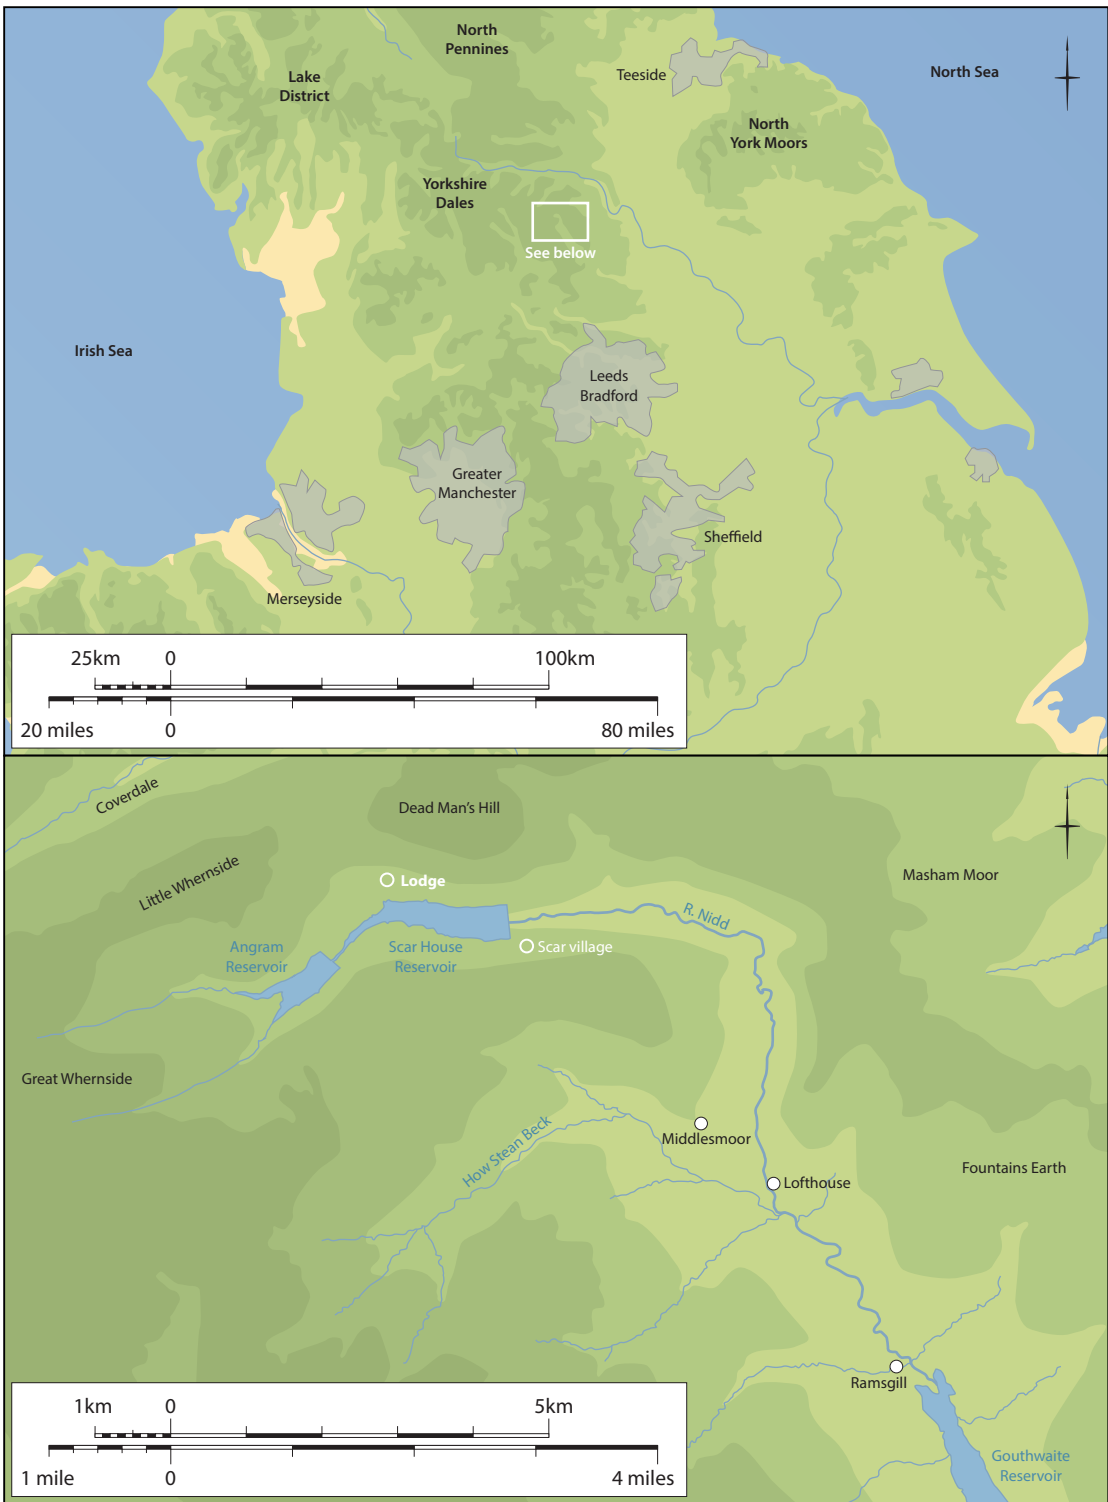 North
Pennines
Teeside
North Sea
Lake
District
North
York Moors
Yorkshire
Dales
See below
Irish Sea
Leeds
Bradford
Greater
Manchester
Sheffield
Merseyside
25km 0 100km
20 miles 0 80 miles
Coverdale
Dead Man's Hill
Little Whernside
Masham Moor
Lodge
R. Nidd
Angram
Reservoir
Scar House
Reservoir
Scar village
Great Whernside
How Stean Beck
Middlesmoor
Fountains Earth
Lofthouse
Ramsgill
1km 0 5km
1 mile 0 4 miles
Gouthwaite
Reservoir